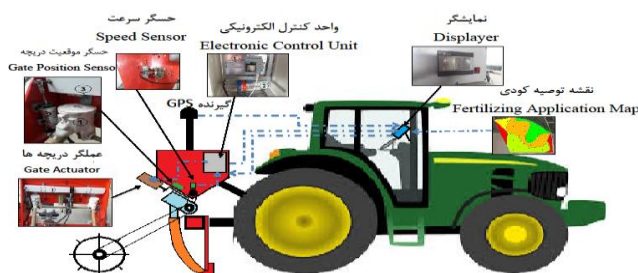 حسگر سرعت
Speed Sensor
واحد کنترل الکترونیکی
Electronic Control Unit
نمایشگر
Displayer
حسگر موقعیت دریچه
Gate Position Senso
گیرنده GPS
نقشه توصیه کودی
Fertilizing Application Map
عملگر دریچه ها
Gate Actuator